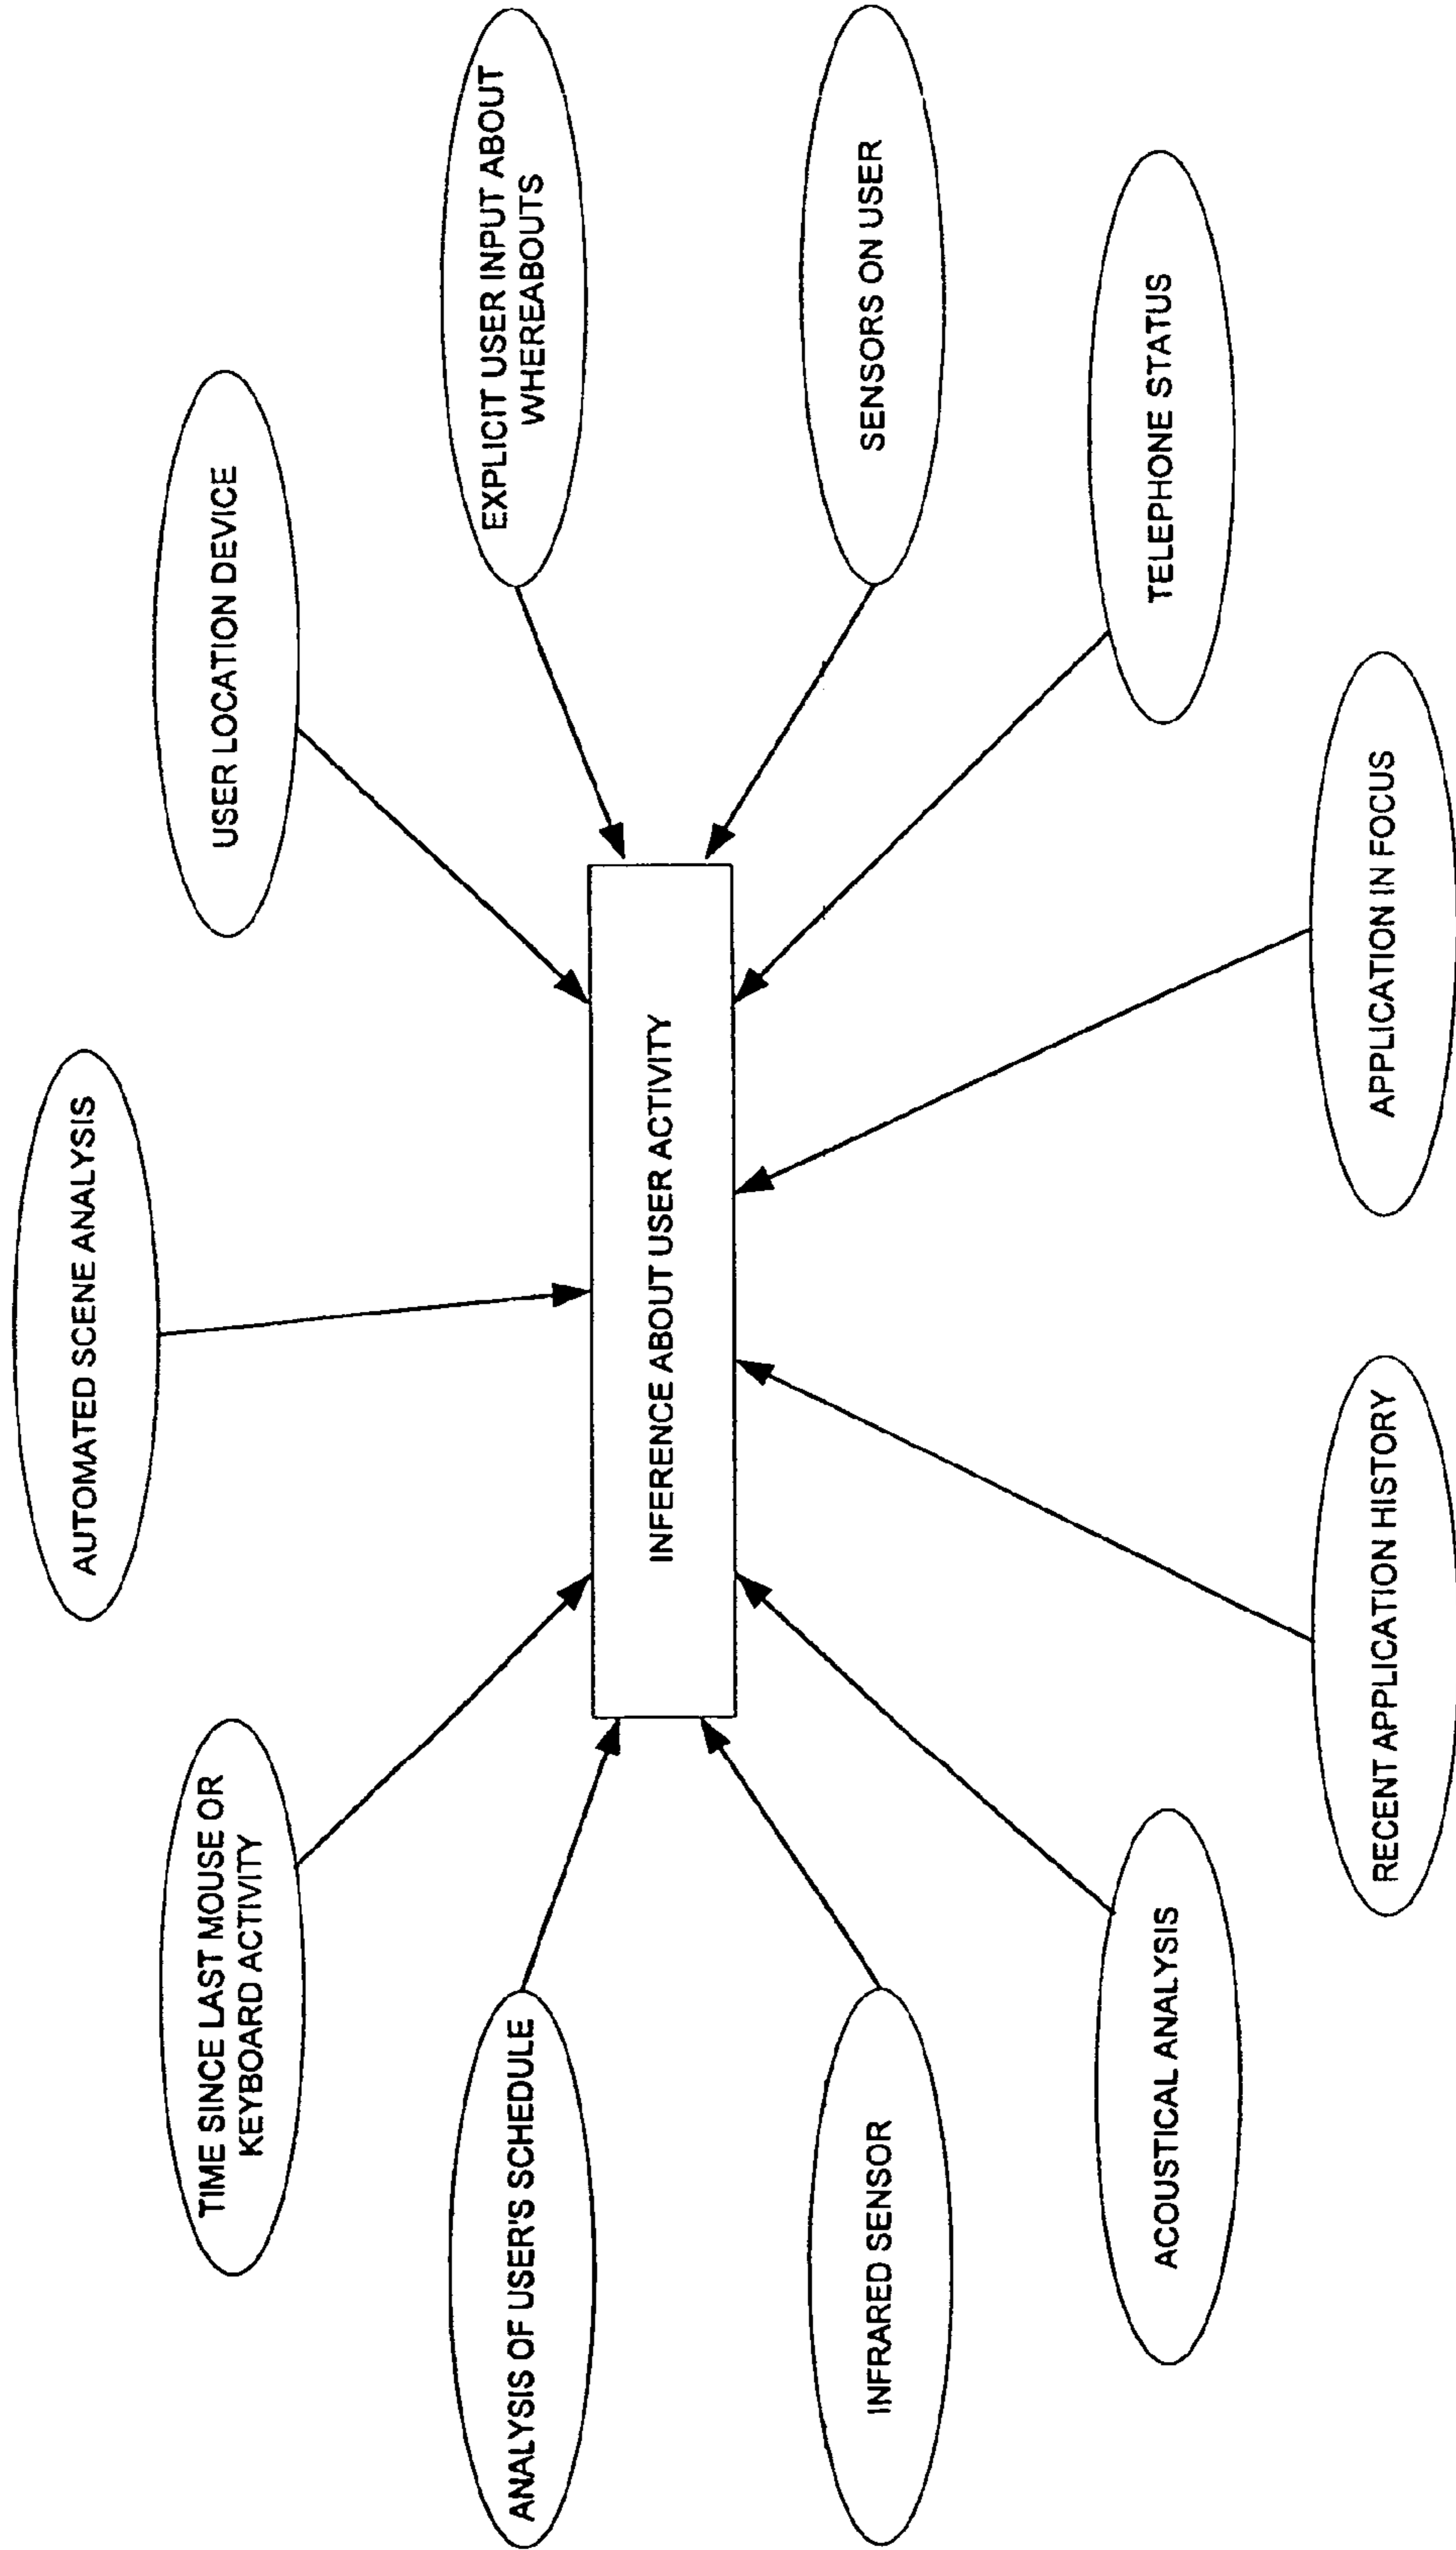 AUTOMATED SCENE ANALYSIS
TIME SINCE LAST MOUSE OR
KEYBOARD ACTIVITY
USER LOCATION DEVICE
ANALYSIS OF USER'S SCHEDULE
EXPLICIT USER INPUT ABOUT
WHEREABOUTS
INFERENCE ABOUT USER ACTIVITY
INFRARED SENSOR
SENSORS ON USER
ACOUSTICAL ANALYSIS
TELEPHONE STATUS
RECENT APPLICATION HISTORY
APPLICATION IN FOCUS